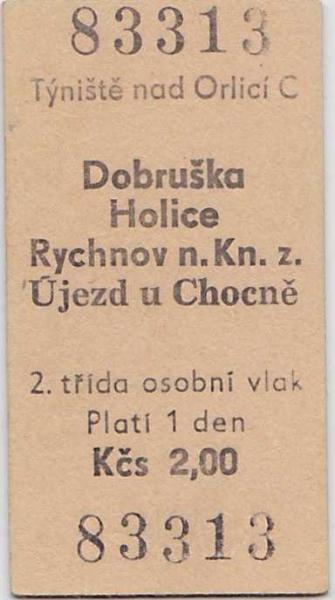 83313
Týniště nad Orlicí C
Dobruška
Holice
Rychnov n. Kn. z.
Újezd u Chocně
2. třída osobní vlak
Platí 1 den
Kčs 2,00
83313